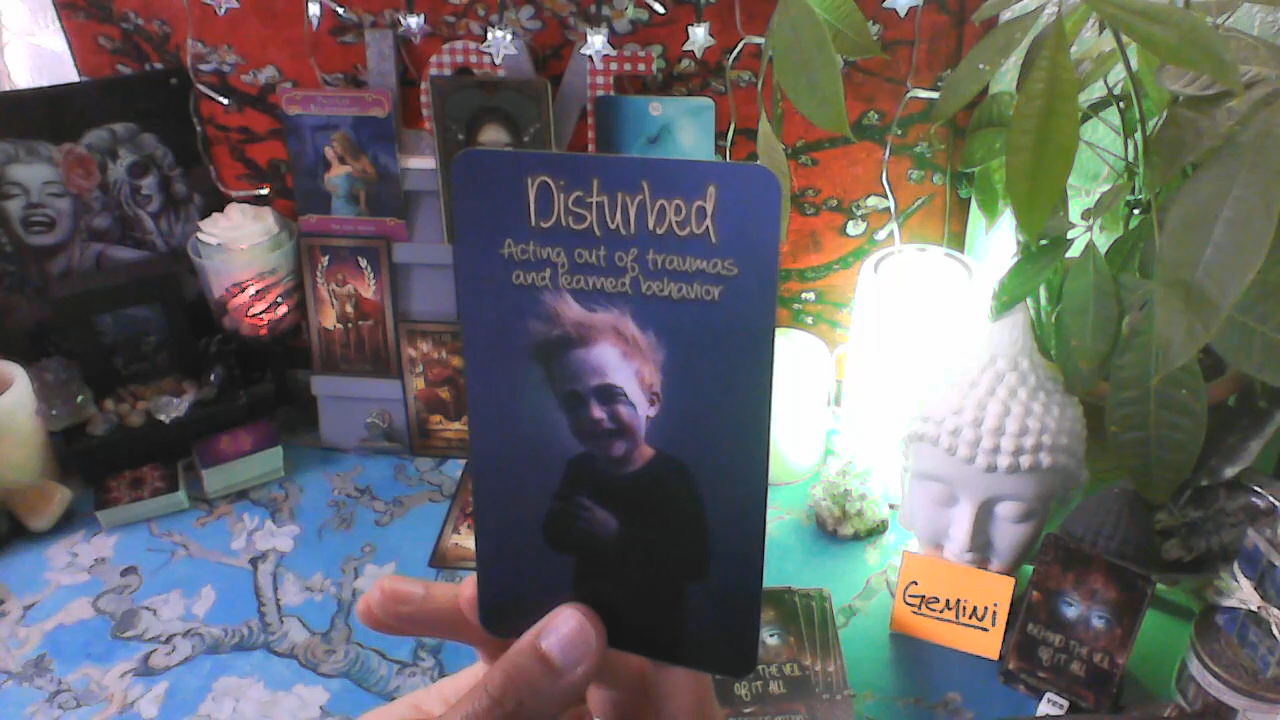 Disturbed
Acting out of traumas
and learned behavior
GEMINI
BEHIND THE VEIL
OF IT ALL
THE VEIL
OF IT ALL
YES